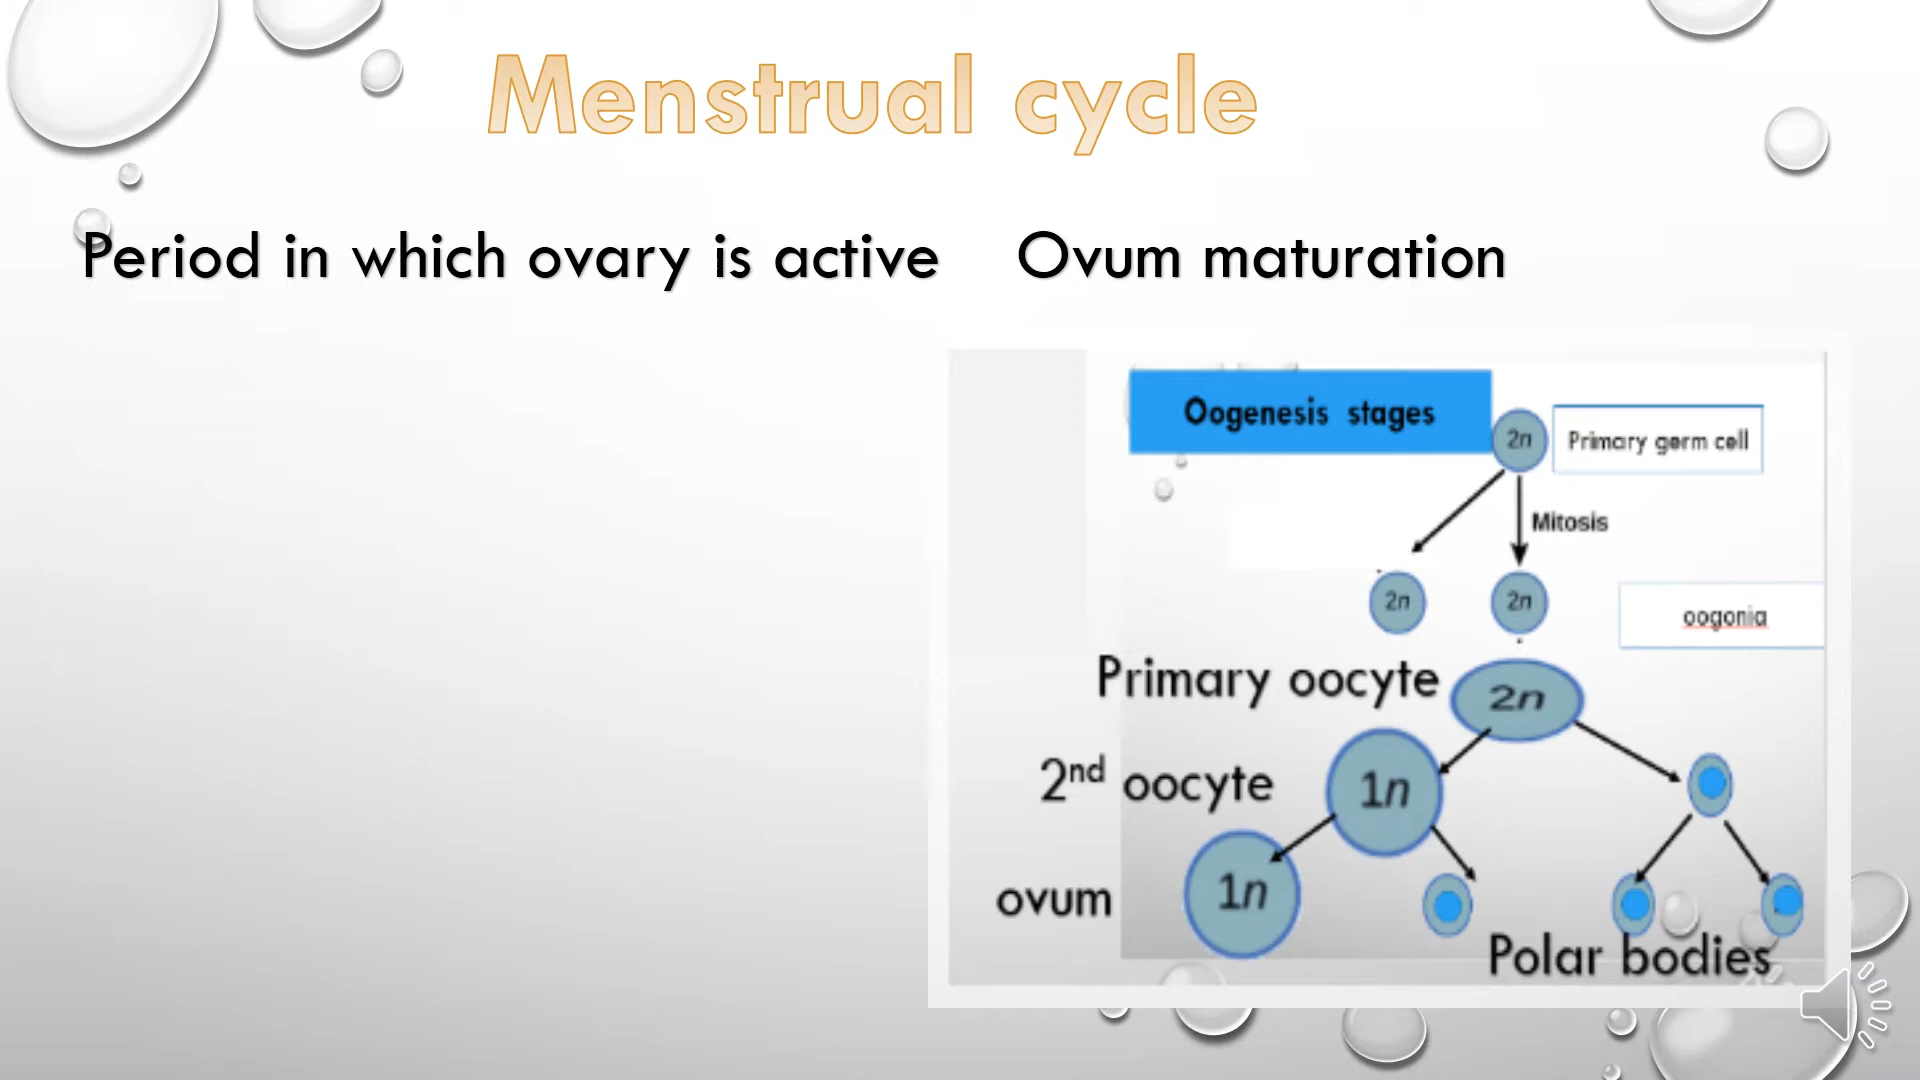 Menstrual cycle
Period in which ovary is active
Ovum maturation
Oogenesis stages
2n
Primary germ cell
Mitosis
2n
2n
oogonia
Primary oocyte
2n
2nd oocyte
1n
ovum
1n
Polar bodies